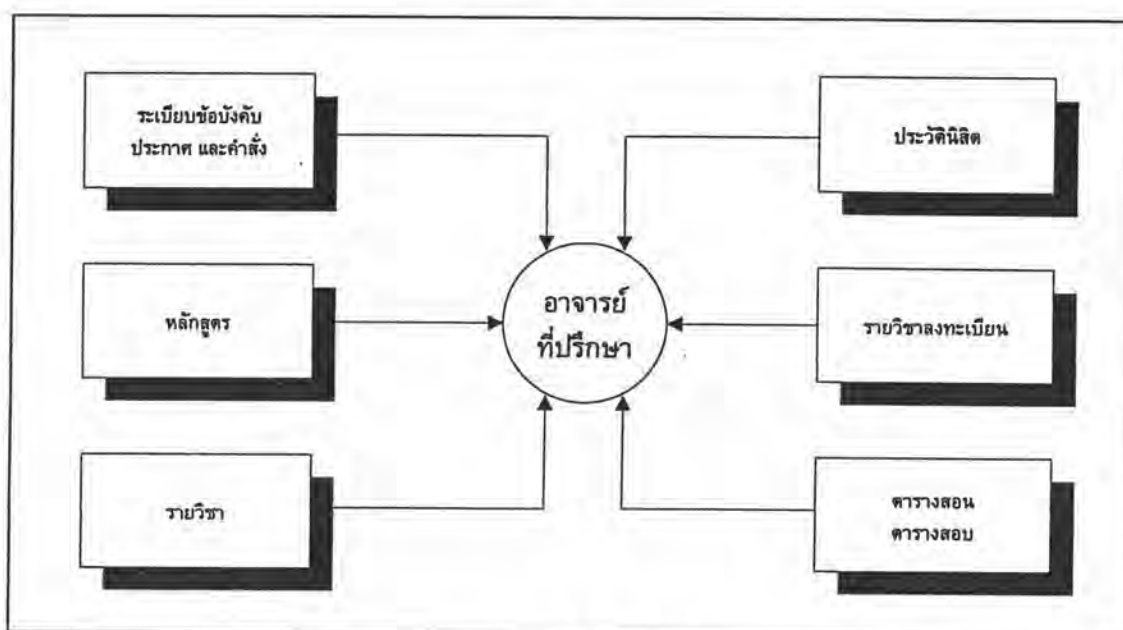 ระเบียบข้อบังคับ
ประกาศ และคำสั่ง
ประวัตินิสิต
อาจารย์
ที่ปรึกษา
หลักสูตร
รายวิชาลงทะเบียน
รายวิชา
ตารางสอน
ตารางสอบ